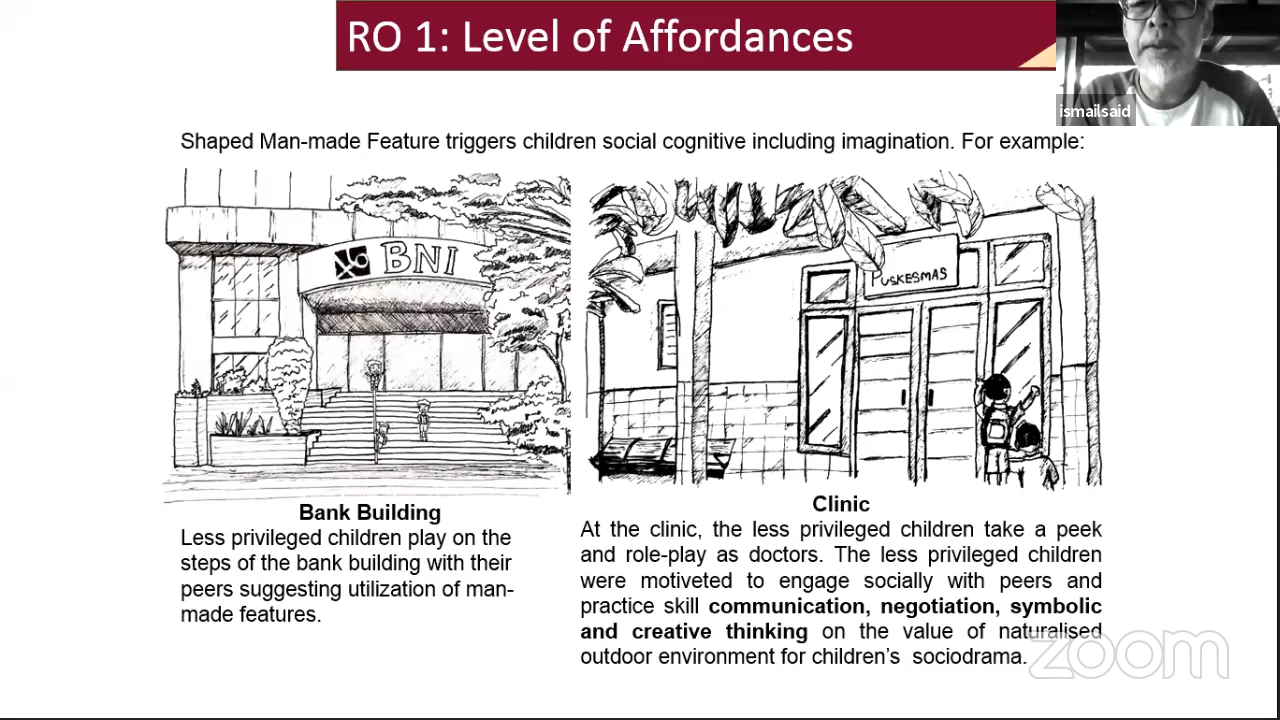 RO 1: Level of Affordances
ismailsaid
Shaped Man-made Feature triggers children social cognitive including imagination. For example:
BNI
PUSKESMAS
Bank Building
Less privileged children play on the
steps of the bank building with their
peers suggesting utilization of man-
made features.
Clinic
At the clinic, the less privileged children take a peek
and role-play as doctors. The less privileged children
were motiveted to engage socially with peers and
practice skill communication, negotiation, symbolic
and creative thinking on the value of naturalised
outdoor environment for children’s sociodrama.
zoom